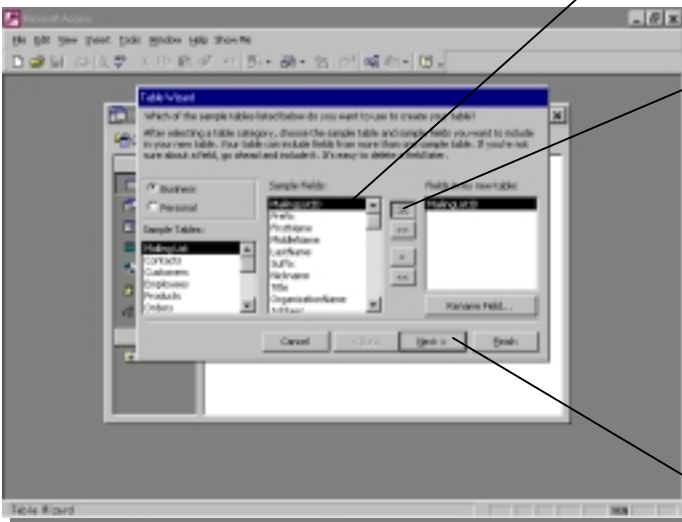 Microsoft Access
File Edit View Insert Tools Window Help Show Me
Table Wizard
Which of the sample tables listed below do you want to use to create your table?
After selecting a table category, choose the sample table and sample fields you want to include
in your new table. Your table can include fields from more than one sample table. If you're not
sure about a field, go ahead and include it. It's easy to delete a field later.
Business
Personal
Sample Tables:
Mailing List
Contacts
Customers
Employees
Products
Orders
Sample Fields:
MailingListID
Prefix
FirstName
MiddleName
LastName
Suffix
Nickname
Title
OrganizationName
Address
Fields in my new table:
MailingListID
>
>>
<
<<
Rename Field...
Cancel
< Back
Next >
Finish
Table Wizard
NUM